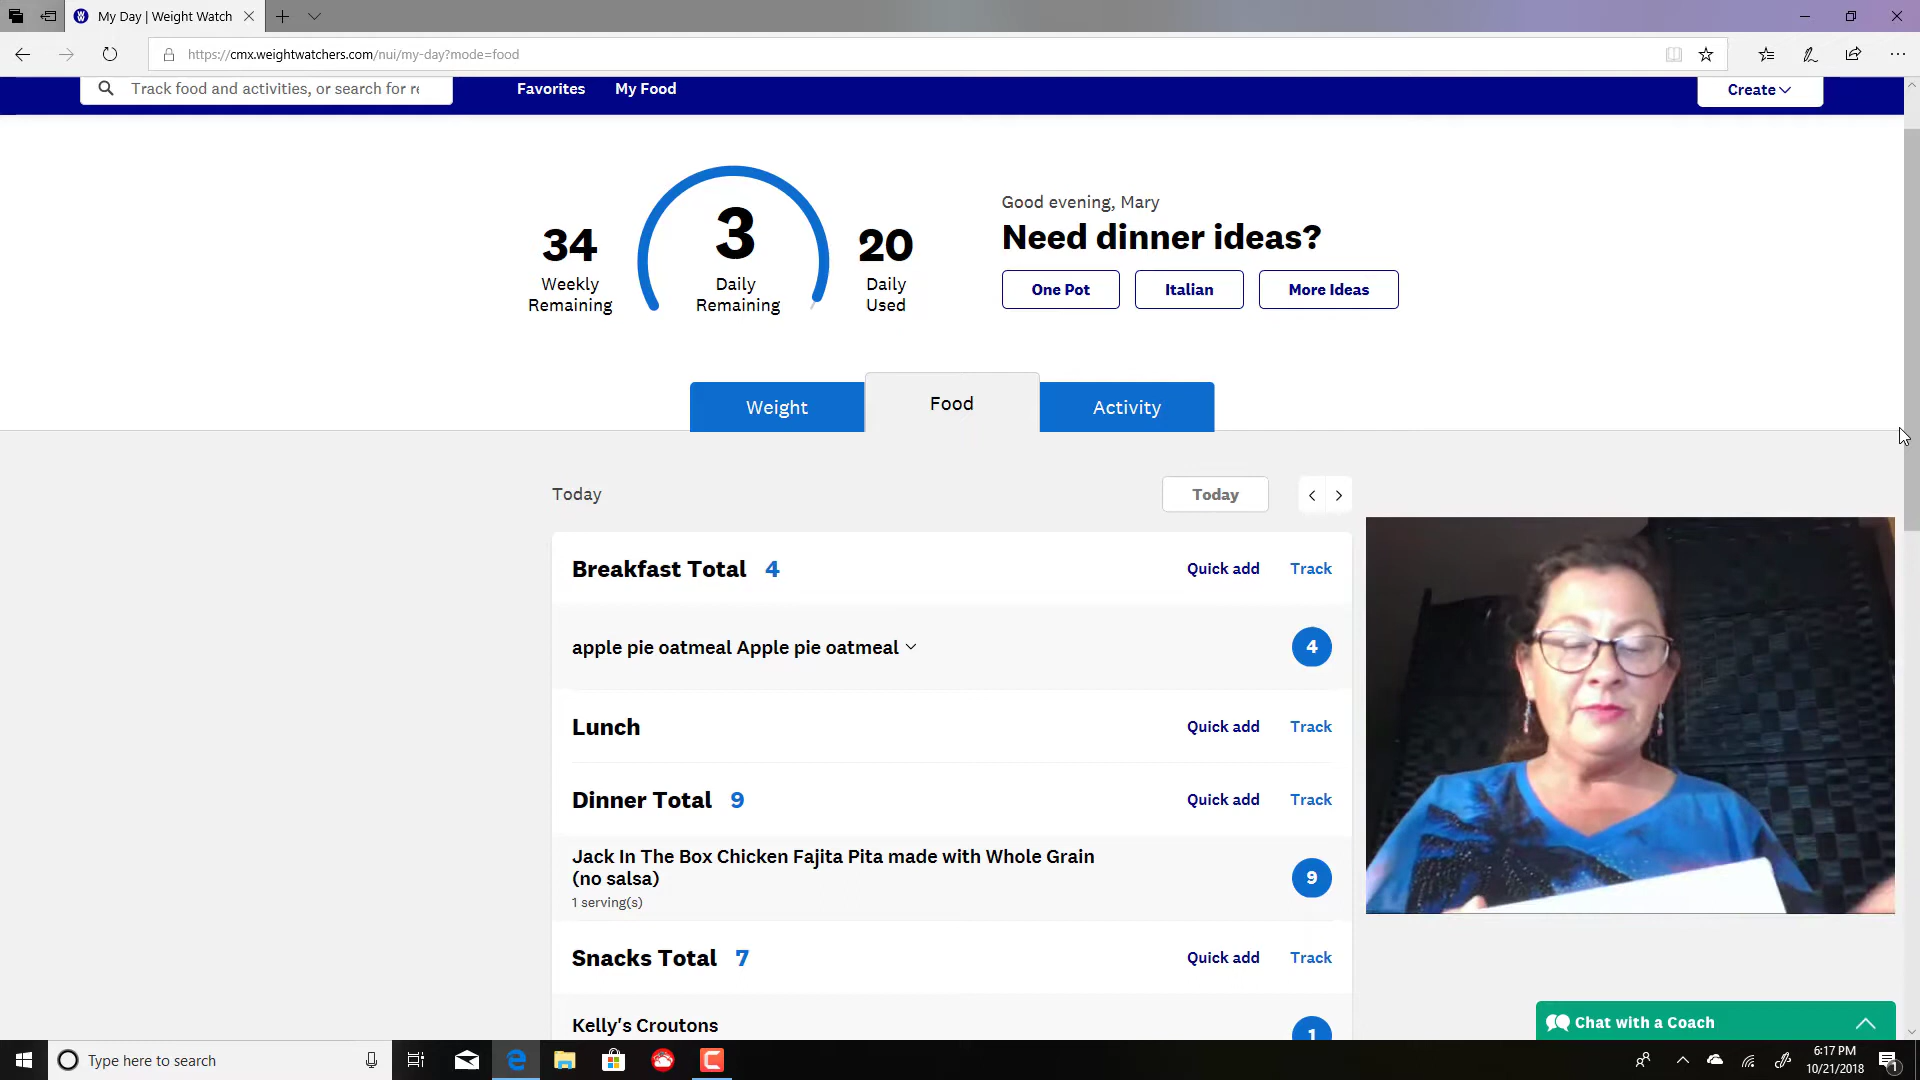 My Day | Weight Watch
https://cmx.weightwatchers.com/nui/my-day?mode=food
Track food and activities, or search for re
Favorites
My Food
Create
34
Weekly
Remaining
3
Daily
Remaining
20
Daily
Used
Good evening, Mary
Need dinner ideas?
One Pot
Italian
More Ideas
Weight
Food
Activity
Today
Today
Breakfast Total 4
Quick add
Track
apple pie oatmeal Apple pie oatmeal
4
Lunch
Quick add
Track
Dinner Total 9
Quick add
Track
Jack In The Box Chicken Fajita Pita made with Whole Grain
(no salsa)
1 serving(s)
9
Snacks Total 7
Quick add
Track
Kelly's Croutons
1
Chat with a Coach
Type here to search
6:17 PM
10/21/2018
1